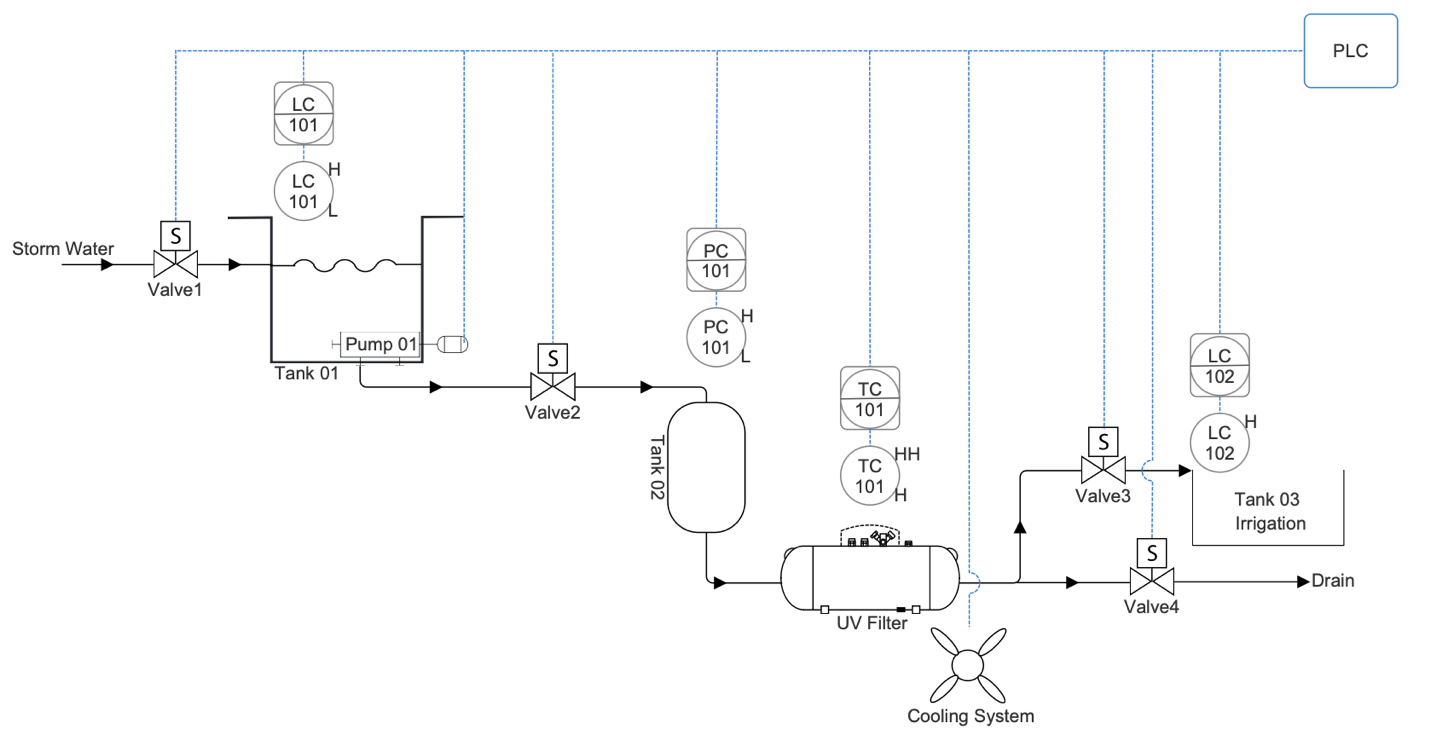 PLC
LC
101
LC
101
H
L
S
Storm Water
Valve1
Pump 01
Tank 01
S
Valve2
PC
101
PC
101
H
L
Tank 02
TC
101
TC
101
HH
H
UV Filter
Cooling System
S
Valve3
LC
102
LC
102
H
Tank 03
Irrigation
S
Valve4
Drain